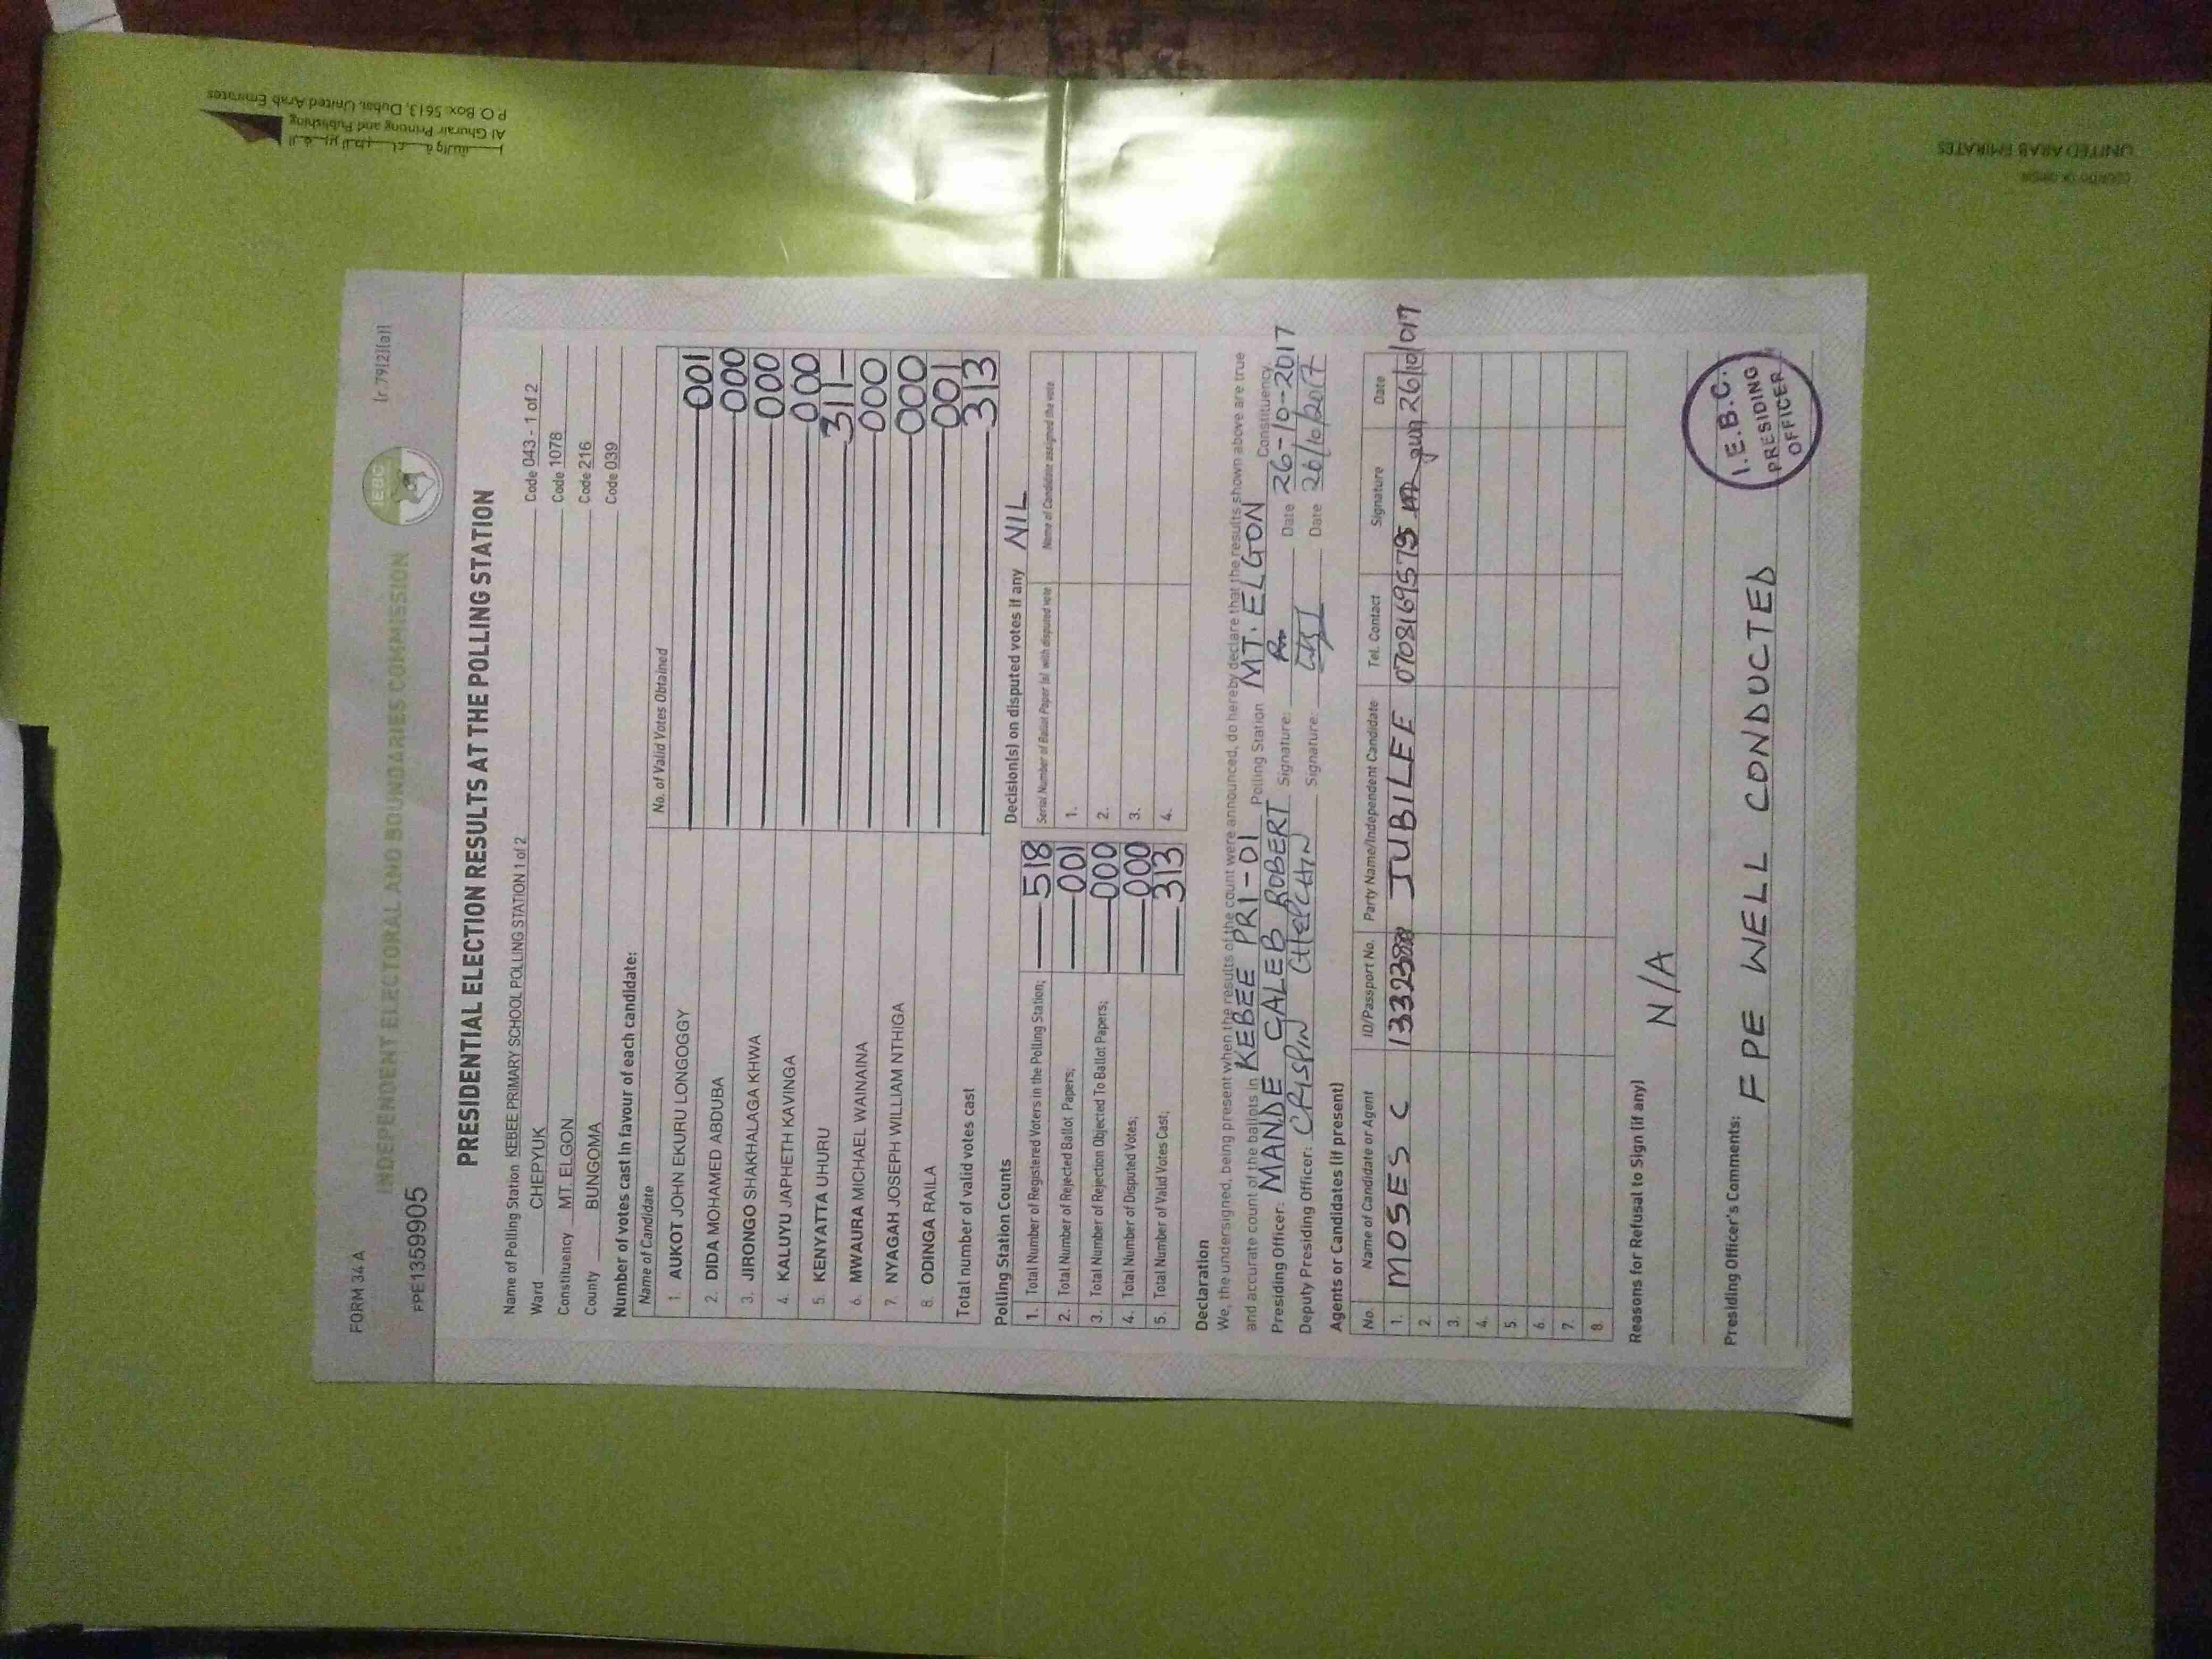 FORM 34 A
[r.79(2)(a)]
IEBC
INDEPENDENT ELECTORAL AND BOUNDARIES COMMISSION
FPE1359905
PRESIDENTIAL ELECTION RESULTS AT THE POLLING STATION
Name of Polling Station KEBEE PRIMARY SCHOOL POLLING STATION 1 of 2 Code 043 - 1 of 2
Ward CHEPYUK Code 1078
Constituency MT. ELGON Code 216
County BUNGOMA Code 039
Number of votes cast in favour of each candidate:
Name of Candidate No. of Valid Votes Obtained
1. AUKOT JOHN EKURU LONGOGGY 001
2. DIDA MOHAMED ABDUBA 000
3. JIRONGO SHAKHALAGA KHWA 000
4. KALUYU JAPHETH KAVINGA 000
5. KENYATTA UHURU 311-
6. MWAURA MICHAEL WAINAINA 000
7. NYAGAH JOSEPH WILLIAM NTHIGA 000
8. ODINGA RAILA 001
Total number of valid votes cast 313
Polling Station Counts
1. Total Number of Registered Voters in the Polling Station; 518
2. Total Number of Rejected Ballot Papers; 001
3. Total Number of Rejection Objected To Ballot Papers; 000
4. Total Number of Disputed Votes; 000
5. Total Number of Valid Votes Cast; 313
Decision(s) on disputed votes if any NIL
Serial Number of Ballot Paper (s) with disputed vote Name of Candidate assigned the vote
1.
2.
3.
4.
Declaration
We, the undersigned, being present when the results of the count were announced, do hereby declare that the results shown above are true
and accurate count of the ballots in KEBEE PRI-01 Polling Station MT. ELGON Constituency.
Presiding Officer: MANDE CALEB ROBERT Signature: Date 26-10-2017
Deputy Presiding Officer: CRISPIN CHEPCHIN Signature: Date 26/10/2017
Agents or Candidates (if present)
No. Name of Candidate or Agent ID/Passport No. Party Name/Independent Candidate Tel. Contact Signature Date
1. MOSES C JUBILEE 26/10/017
2.
3.
4.
5.
6.
7.
8.
Reasons for Refusal to Sign (if any)
N/A
Presiding Officer's Comments:
FPE WELL CONDUCTED
I.E.B.C.
PRESIDING
OFFICER
Al Ghurair Printing and Publishing
P. O. Box: 5613, Dubai, United Arab Emirates
COUNTRY OF ORIGIN
UNITED ARAB EMIRATES